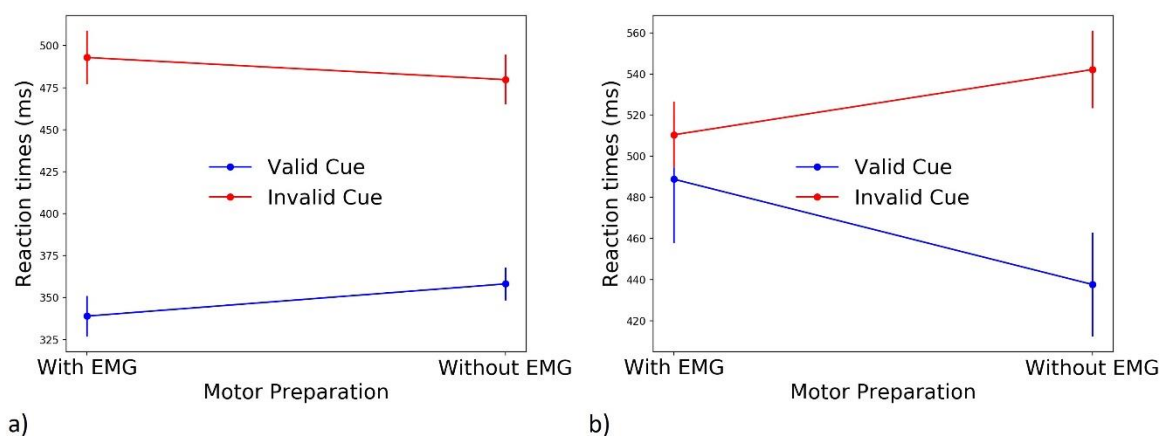 Reaction times (ms)
500
475
450
425
400
375
350
325
Valid Cue
Invalid Cue
With EMG
Without EMG
Motor Preparation
a)
Reaction times (ms)
560
540
520
500
480
460
440
420
Valid Cue
Invalid Cue
With EMG
Without EMG
Motor Preparation
b)